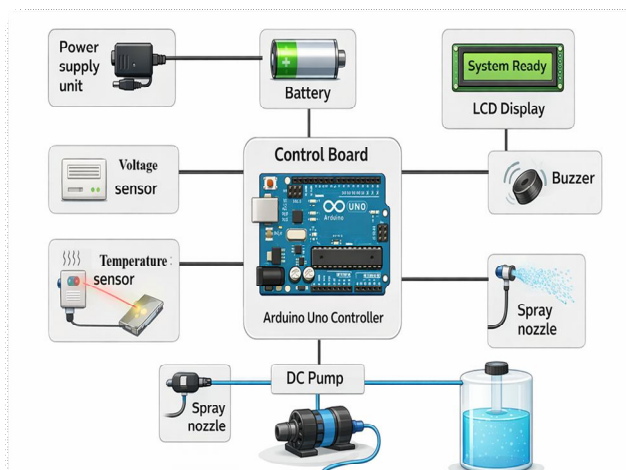 Power
supply
unit
Battery
System Ready
LCD Display
Voltage
sensor
Control Board
UNO
Arduino
Buzzer
Temperature
sensor
Arduino Uno Controller
Spray
nozzle
DC Pump
Spray
nozzle